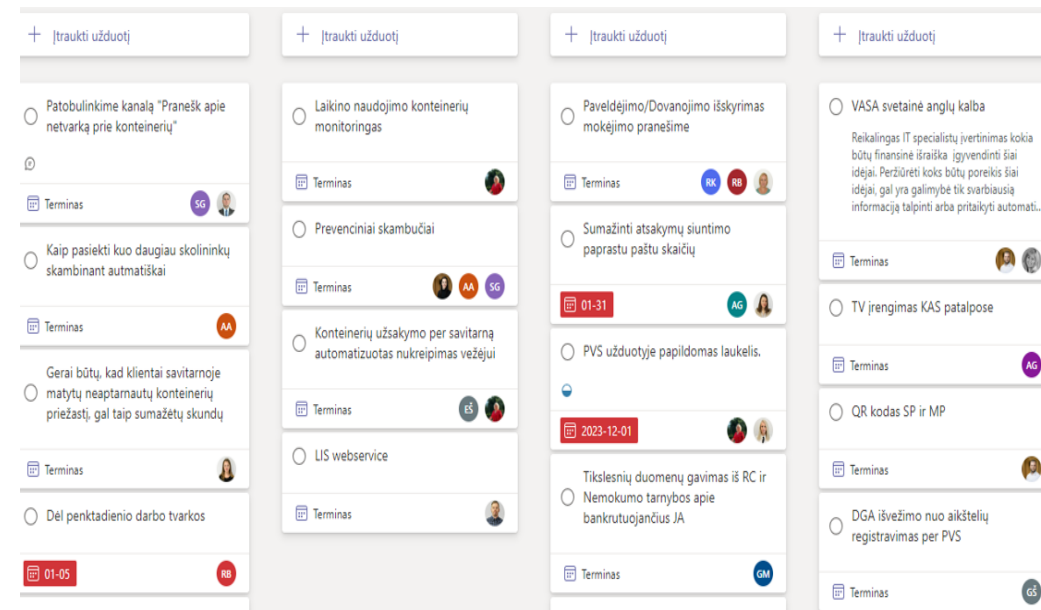 Įtraukti užduotį
Patobulinkime kanalą "Pranešk apie
netvarką prie konteinerių"
Terminas
SG
Kaip pasiekti kuo daugiau skolininkų
skambinant autmatiškai
Terminas
AA
Gerai būtų, kad klientai savitarnoje
matytų neaptarnautų konteinerių
priežastį, gal taip sumažėtų skundų
Terminas
Dėl penktadienio darbo tvarkos
01-05
RB
Įtraukti užduotį
Laikino naudojimo konteinerių
monitoringas
Terminas
Prevenciniai skambučiai
Terminas
AA
SG
Konteinerių užsakymo per savitarną
automatizuotas nukreipimas vežėjui
Terminas
EŠ
LIS webservice
Terminas
Įtraukti užduotį
Paveldėjimo/Dovanojimo išskyrimas
mokėjimo pranešime
Terminas
RK
RB
Sumažinti atsakymų siuntimo
paprastu paštu skaičių
01-31
AG
PVS užduotyje papildomas laukelis.
2023-12-01
Tikslesnių duomenų gavimas iš RC ir
Nemokumo tarnybos apie
bankrutuojančius JA
Terminas
GM
Įtraukti užduotį
VASA svetainė anglų kalba
Reikalingas IT specialistų įvertinimas kokia
būtų finansinė išraiška įgyvendinti šiai
idėjai. Peržiūrėti koks būtų poreikis šiai
idėjai, gal yra galimybė tik svarbiausią
informaciją talpinti arba pritaikyti automati...
Terminas
TV įrengimas KAS patalpose
Terminas
AG
QR kodas SP ir MP
Terminas
DGA išvežimo nuo aikštelių
registravimas per PVS
Terminas
GŠ